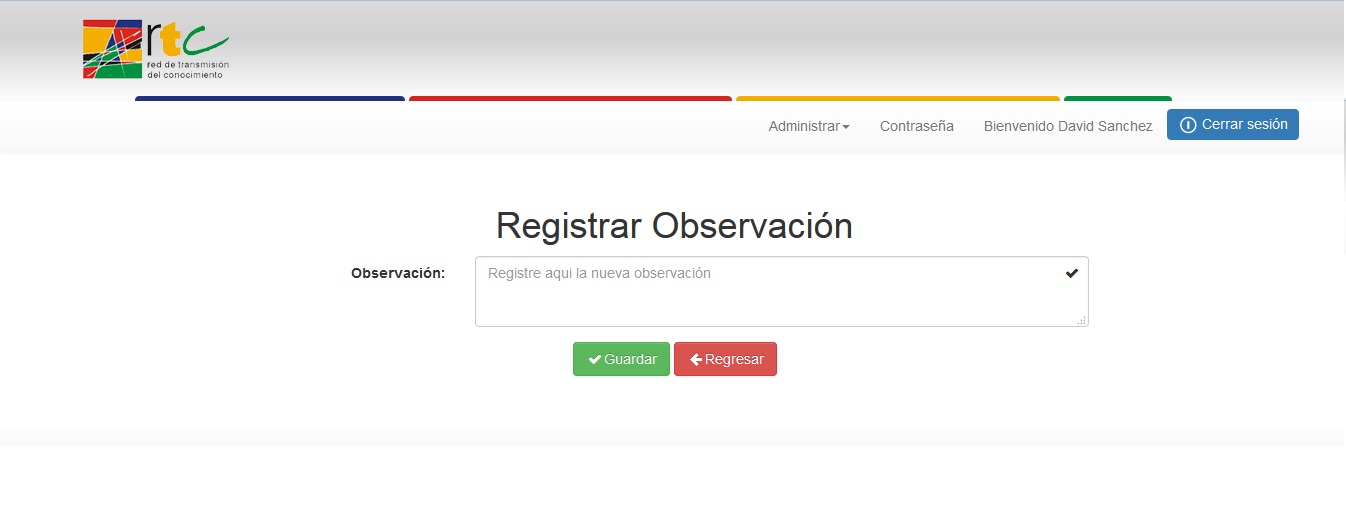 rtc
red de transmisión
del conocimiento
Administrar Contraseña Bienvenido David Sanchez Cerrar sesión
Registrar Observación
Observación: Registre aqui la nueva observación
Guardar Regresar